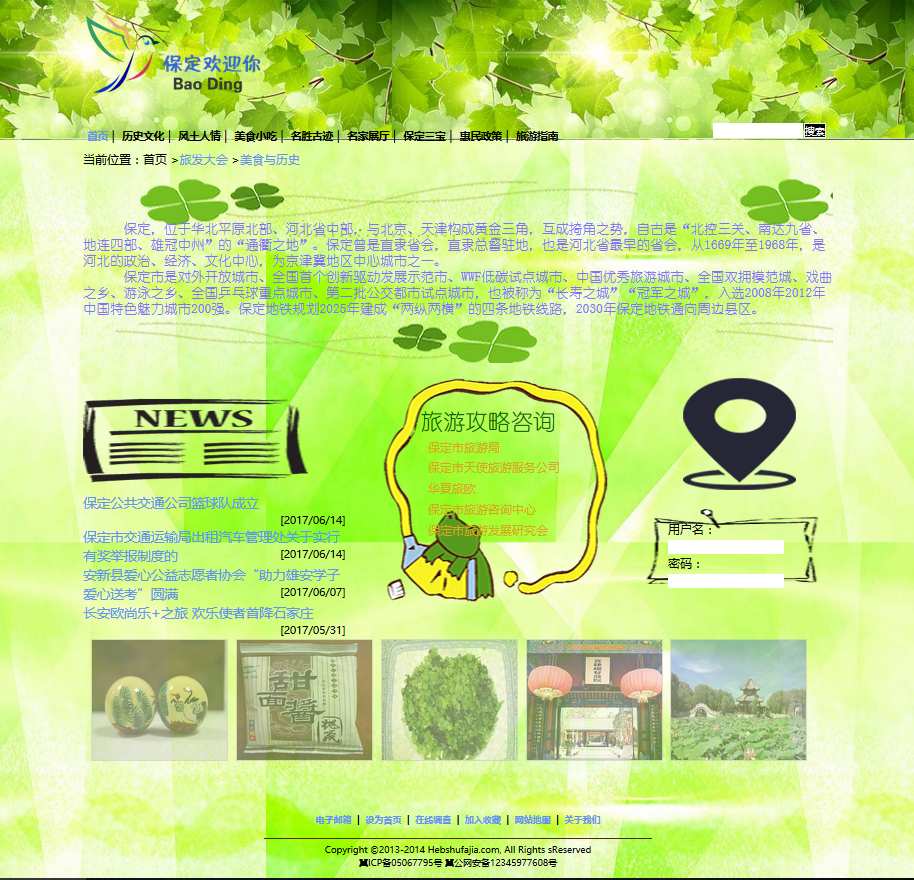 保定欢迎你
Bao Ding
首页 | 历史文化 | 风土人情 | 美食小吃 | 名胜古迹 | 名家展厅 | 保定三宝 | 惠民政策 | 旅游指南
搜索
当前位置：首页 >旅发大会 >美食与历史
保定，位于华北平原北部、河北省中部，与北京、天津构成黄金三角，互成掎角之势，自古是“北控三关、南达九省、
地连四部、雄冠中州”的“通衢之地”。保定曾是直隶省会，直隶总督驻地，也是河北省最早的省会，从1669年至1968年，是
河北的政治、经济、文化中心，为京津冀地区中心城市之一。
保定市是对外开放城市、全国首个创新驱动发展示范市、WWF低碳试点城市、中国优秀旅游城市、全国双拥模范城、戏曲
之乡、游泳之乡、全国乒乓球重点城市、第二批公交都市试点城市，也被称为“长寿之城”“冠军之城”，入选2008年2012年
中国特色魅力城市200强。保定地铁规划2025年建成“两纵两横”的四条地铁线路，2030年保定地铁通向周边县区。
NEWS
保定公共交通公司篮球队成立
[2017/06/14]
保定市交通运输局出租汽车管理处关于实行
有奖举报制度的
[2017/06/14]
安新县爱心公益志愿者协会“助力雄安学子
爱心送考”圆满
[2017/06/07]
长安欧尚乐+之旅 欢乐使者首降石家庄
[2017/05/31]
旅游攻略咨询
保定市旅游局
保定市天使旅游服务公司
华夏旅欧
保定市旅游咨询中心
保定市旅游发展研究会
用户名：
密码：
甜面酱
电子邮箱 | 设为首页 | 在线调查 | 加入收藏 | 网站地图 | 关于我们
Copyright ©2013-2014 Hebshufajia.com, All Rights sReserved
冀ICP备05067795号 冀公网安备12345977608号